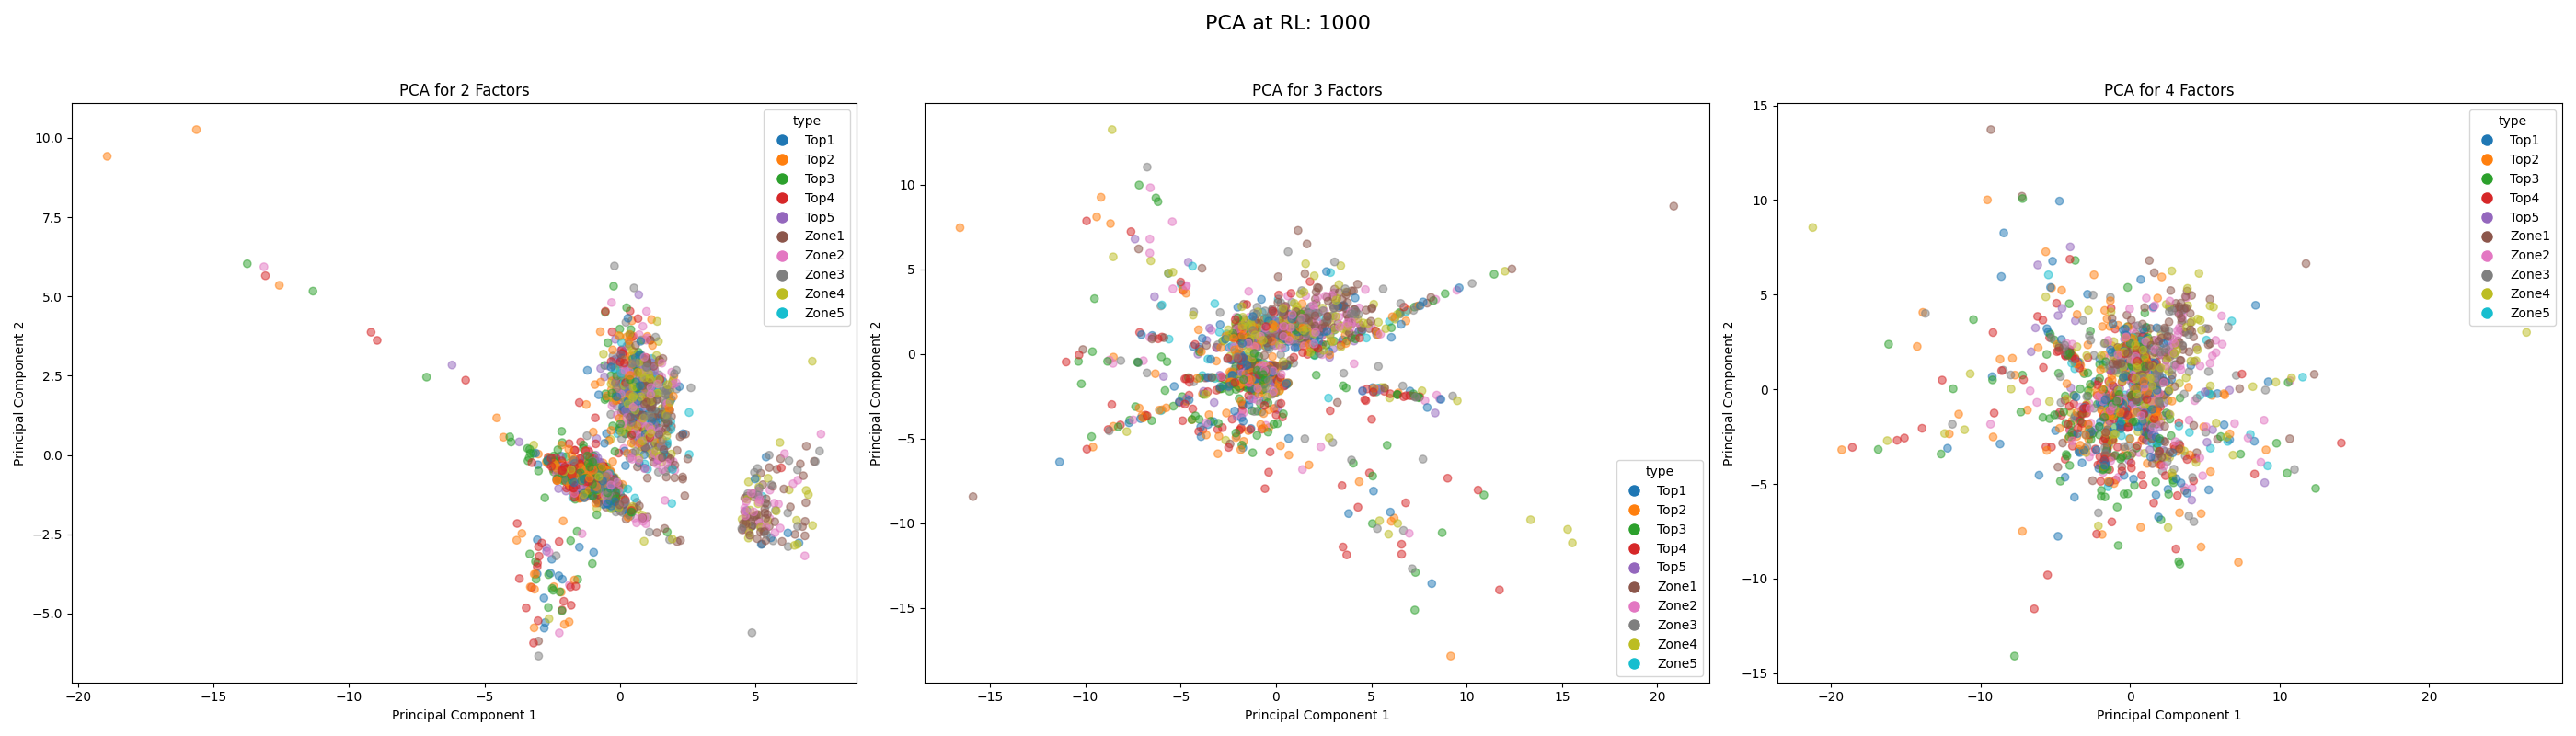 PCA at RL: 1000
PCA for 2 Factors
10.0
7.5
5.0
2.5
0.0
−2.5
−5.0
Principal Component 2
−20
−15
−10
−5
0
5
Principal Component 1
type
Top1
Top2
Top3
Top4
Top5
Zone1
Zone2
Zone3
Zone4
Zone5
PCA for 3 Factors
10
5
0
−5
−10
−15
Principal Component 2
−15
−10
−5
0
5
10
15
20
Principal Component 1
type
Top1
Top2
Top3
Top4
Top5
Zone1
Zone2
Zone3
Zone4
Zone5
PCA for 4 Factors
15
10
5
0
−5
−10
−15
Principal Component 2
−20
−10
0
10
20
Principal Component 1
type
Top1
Top2
Top3
Top4
Top5
Zone1
Zone2
Zone3
Zone4
Zone5